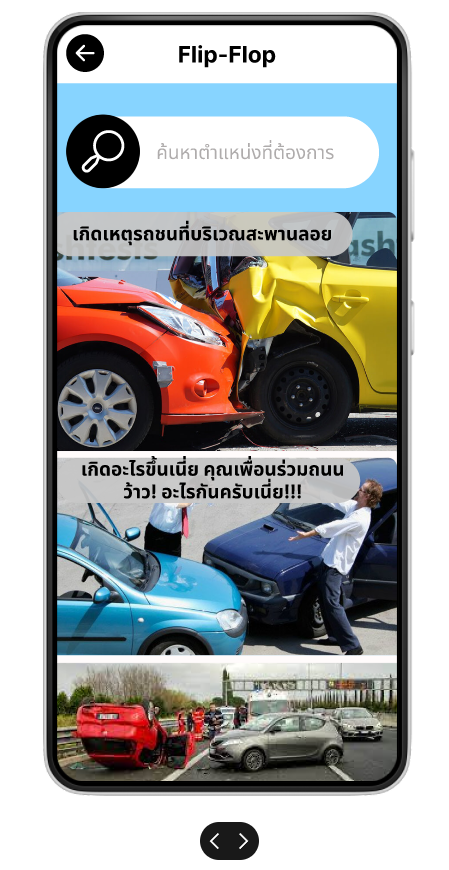 Flip-Flop
ค้นหาตำแหน่งที่ต้องการ
เกิดเหตุรถชนที่บริเวณสะพานลอย
เกิดอะไรขึ้นเนี่ย คุณเพื่อนร่วมถนน
ว้าว! อะไรกันครับเนี่ย!!!